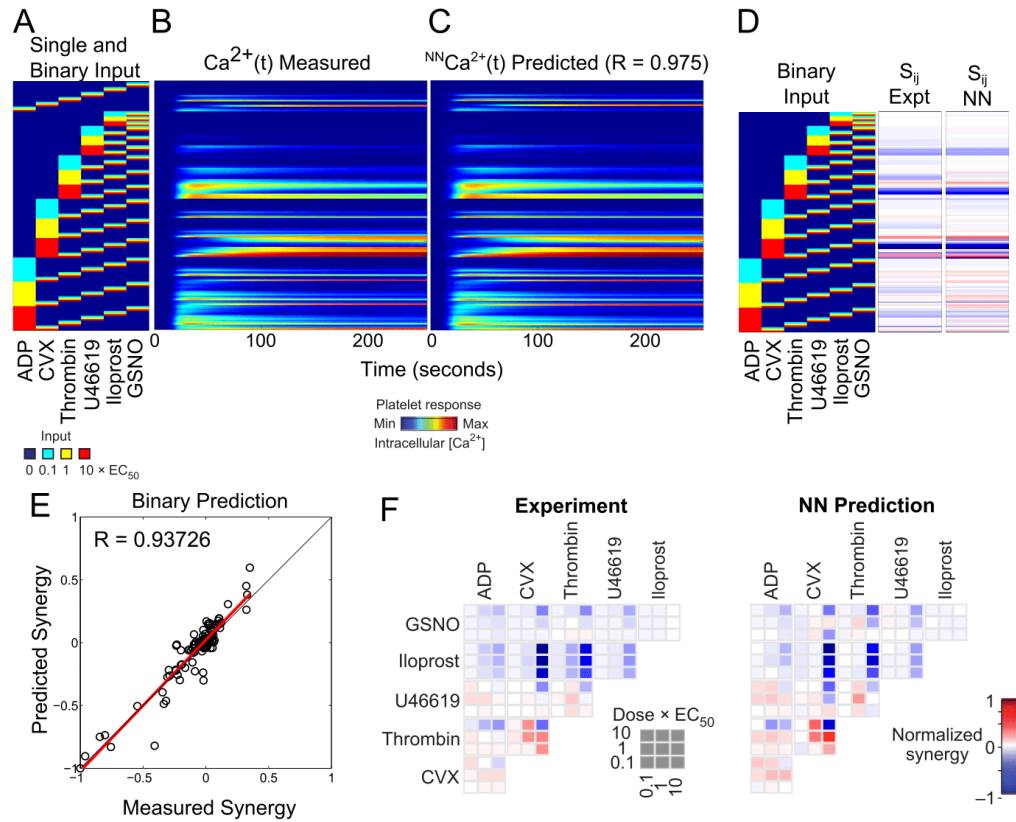 A
Single and
Binary Input
B
Ca²⁺(t) Measured
C
ᴺᴺCa²⁺(t) Predicted (R = 0.975)
D
Binary
Input
Sᵢⱼ
Expt
Sᵢⱼ
NN
ADP
CVX
Thrombin
U46619
Iloprost
GSNO
100
200
0
100
200
0
Time (seconds)
ADP
CVX
Thrombin
U46619
Iloprost
GSNO
Platelet response
Min
Max
Intracellular [Ca²⁺]
Input
0 0.1 1 10 × EC₅₀
E
Binary Prediction
R = 0.93726
1
0.5
0
−0.5
−1
−1
−0.5
0
0.5
1
Predicted Synergy
Measured Synergy
F
Experiment
ADP
CVX
Thrombin
U46619
Iloprost
GSNO
Iloprost
U46619
Thrombin
CVX
Dose × EC₅₀
10
1
0.1
0.1
1
10
NN Prediction
ADP
CVX
Thrombin
U46619
Iloprost
Normalized
synergy
1
0
−1